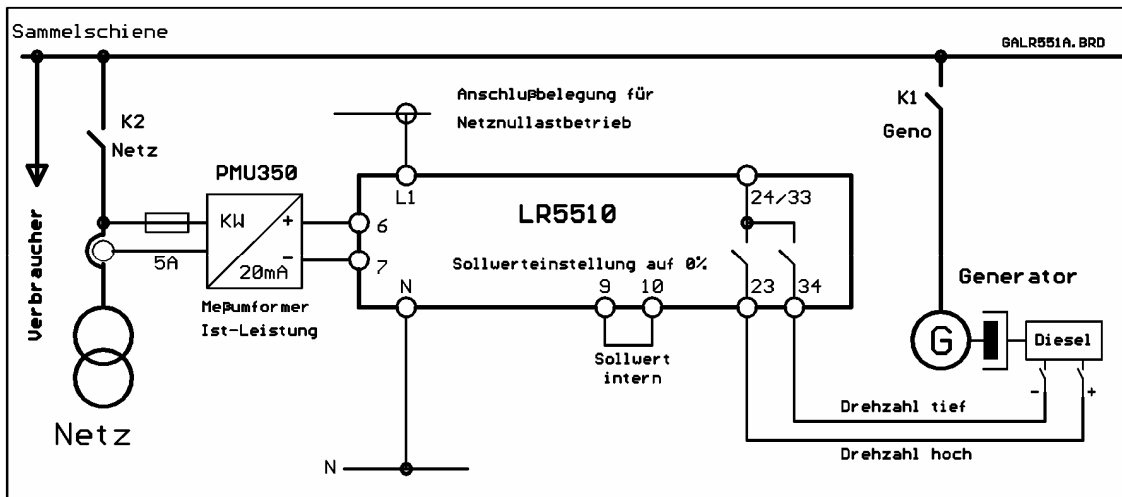 Sammelschiene
GALR551A.BRD
Anschlußbelegung für
Netznullastbetrieb
K2
Netz
K1
Geno
PMU350
KW
+
-
20mA
5A
Meßumformer
Ist-Leistung
Verbraucher
Netz
L1
6
7
N
LR5510
Sollwerteinstellung auf 0%
24/33
9
10
23
34
Sollwert
intern
Generator
G
Diesel
-
+
Drehzahl tief
Drehzahl hoch
N